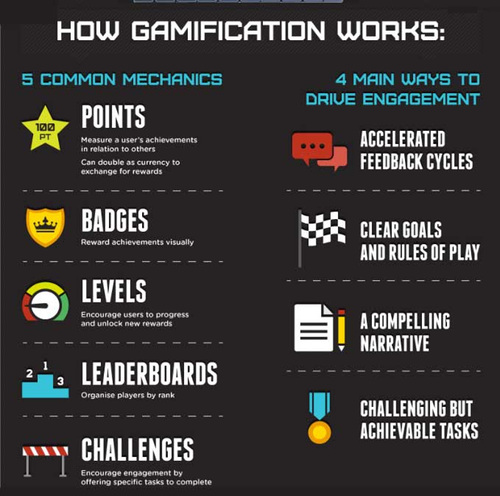 HOW GAMIFICATION WORKS:
5 COMMON MECHANICS
100
PT
POINTS
Measure a user's achievements
in relation to others
Can double as currency to
exchange for rewards
BADGES
Reward achievements visually
LEVELS
Encourage users to progress
and unlock new rewards
2 1 3
LEADERBOARDS
Organise players by rank
CHALLENGES
Encourage engagement by
offering specific tasks to complete
4 MAIN WAYS TO
DRIVE ENGAGEMENT
ACCELERATED
FEEDBACK CYCLES
CLEAR GOALS
AND RULES OF PLAY
A COMPELLING
NARRATIVE
CHALLENGING BUT
ACHIEVABLE TASKS